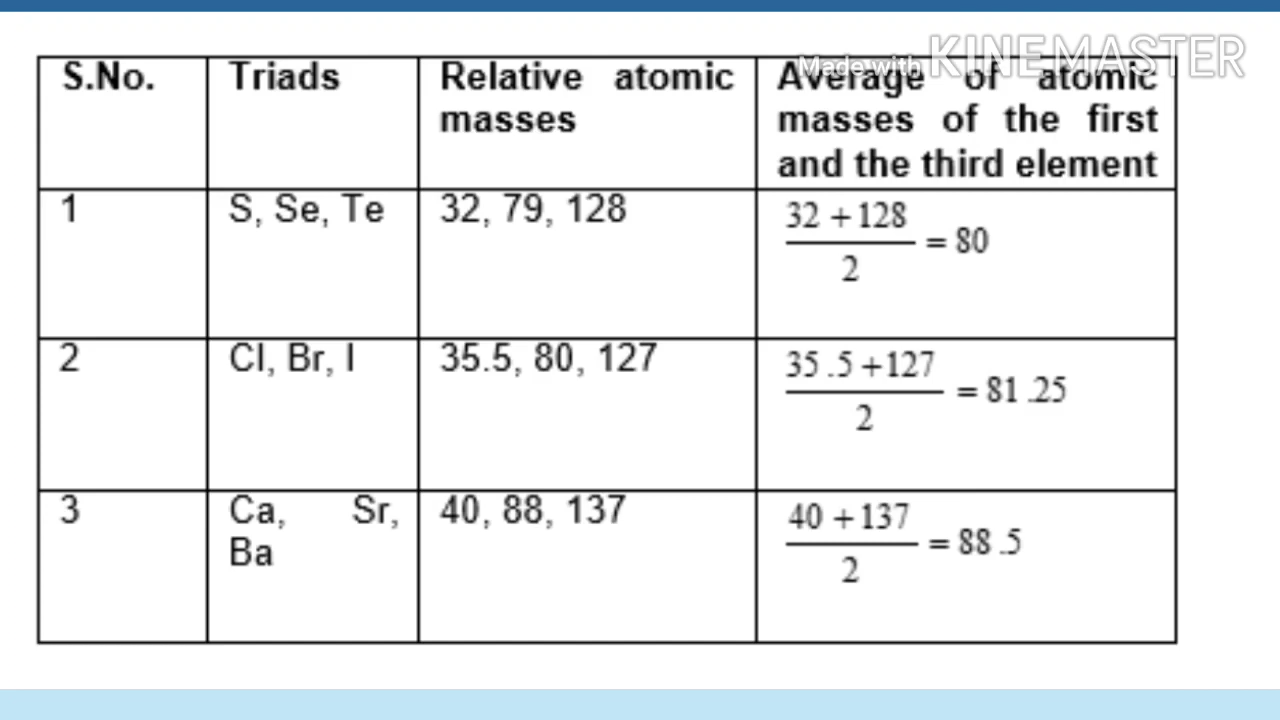 Made with KINEMASTER
S.No. Triads Relative atomic masses Average of atomic masses of the first and the third element
1 S, Se, Te 32, 79, 128 32 + 128 / 2 = 80
2 Cl, Br, I 35.5, 80, 127 35 .5 + 127 / 2 = 81 .25
3 Ca, Sr, Ba 40, 88, 137 40 + 137 / 2 = 88 .5